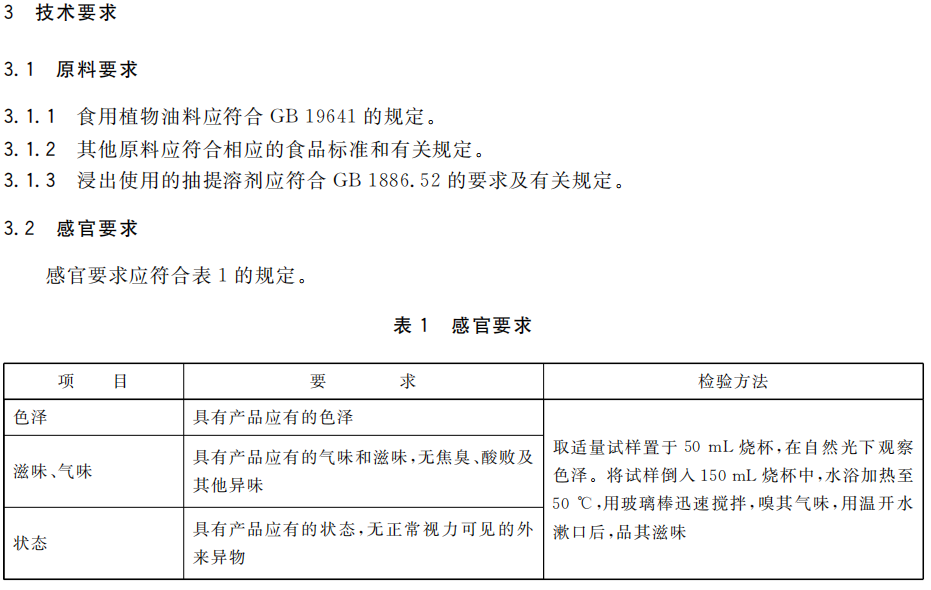 3 技术要求
3.1 原料要求
3.1.1 食用植物油料应符合 GB 19641 的规定。
3.1.2 其他原料应符合相应的食品标准和有关规定。
3.1.3 浸出使用的抽提溶剂应符合 GB 1886.52 的要求及有关规定。
3.2 感官要求
感官要求应符合表 1 的规定。
表 1 感官要求
项 目 要 求 检验方法
色泽 具有产品应有的色泽
滋味、气味 具有产品应有的气味和滋味,无焦臭、酸败及
其他异味
状态 具有产品应有的状态,无正常视力可见的外
来异物
取适量试样置于 50 mL 烧杯,在自然光下观察
色泽。将试样倒入 150 mL 烧杯中,水浴加热至
50 ℃,用玻璃棒迅速搅拌,嗅其气味,用温开水
漱口后,品其滋味